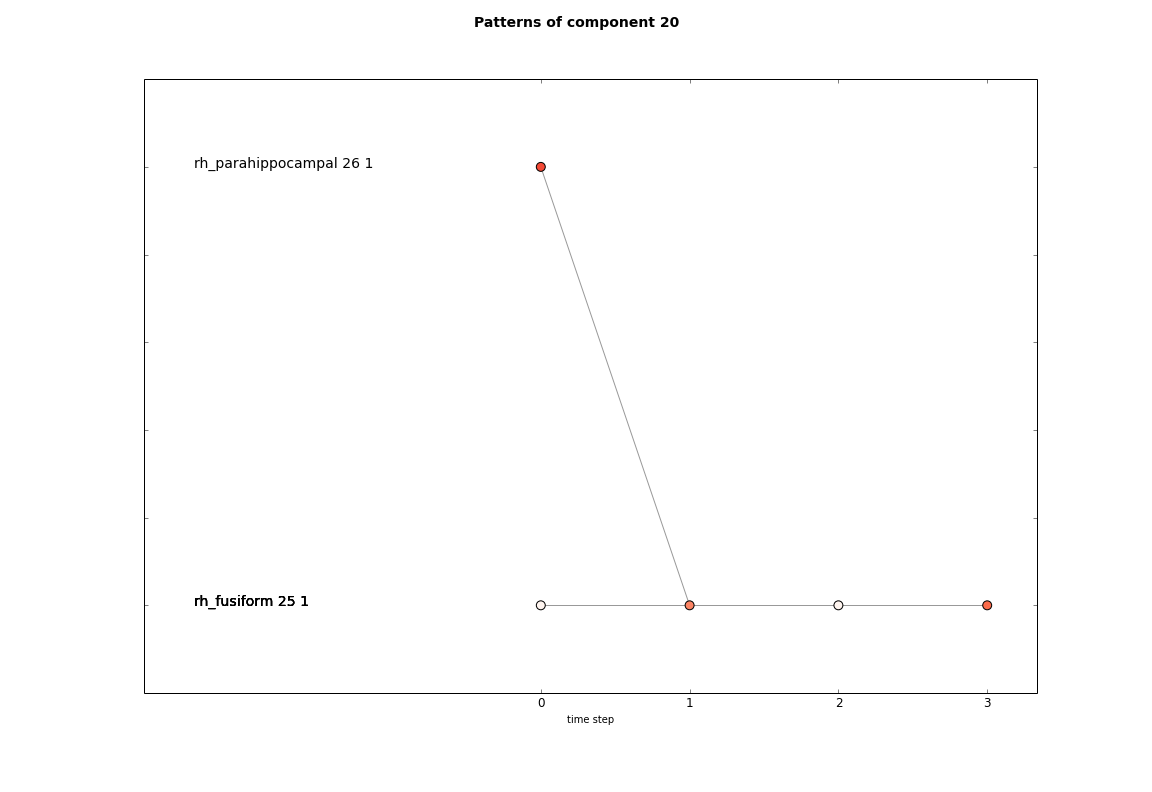 Patterns of component 20
rh_parahippocampal 26 1
rh_fusiform 25 1
0 1 2 3
time step